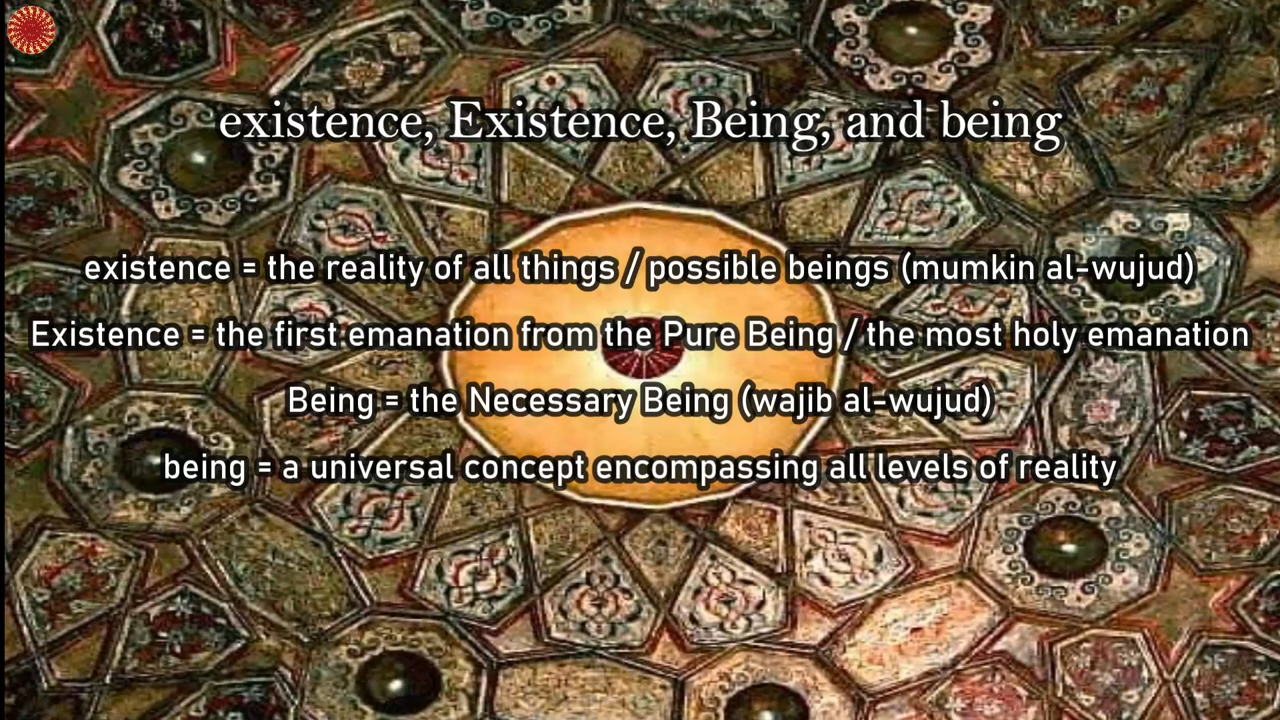 existence, Existence, Being, and being
existence = the reality of all things / possible beings (mumkin al-wujud)
Existence = the first emanation from the Pure Being / the most holy emanation
Being = the Necessary Being (wajib al-wujud)
being = a universal concept encompassing all levels of reality